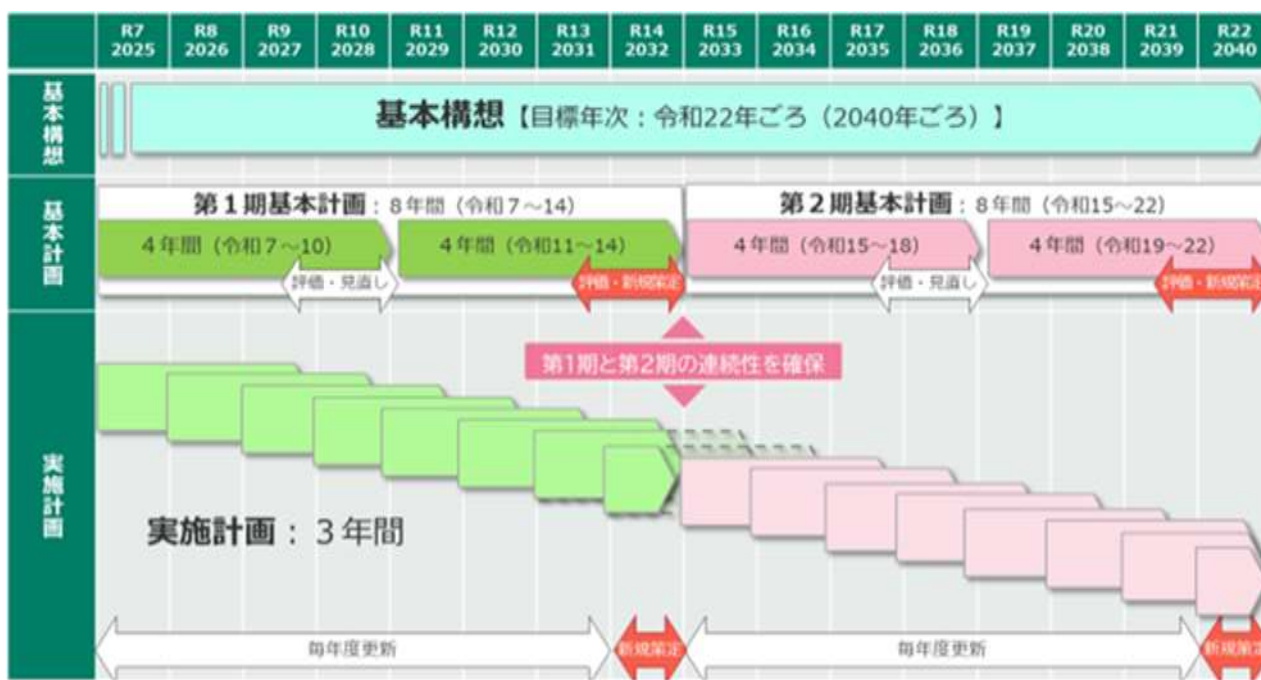 R7 R8 R9 R10 R11 R12 R13 R14 R15 R16 R17 R18 R19 R20 R21 R22
2025 2026 2027 2028 2029 2030 2031 2032 2033 2034 2035 2036 2037 2038 2039 2040
基本構想
基本構想【目標年次：令和22年ごろ（2040年ごろ）】
基本計画
第１期基本計画：８年間（令和７～14）
第２期基本計画：８年間（令和15～22）
４年間（令和７～10）
４年間（令和11～14）
４年間（令和15～18）
４年間（令和19～22）
評価・見直し
評価・新規策定
評価・見直し
評価・新規策定
第1期と第2期の連続性を確保
実施計画
実施計画：３年間
毎年度更新
新規策定
毎年度更新
新規策定